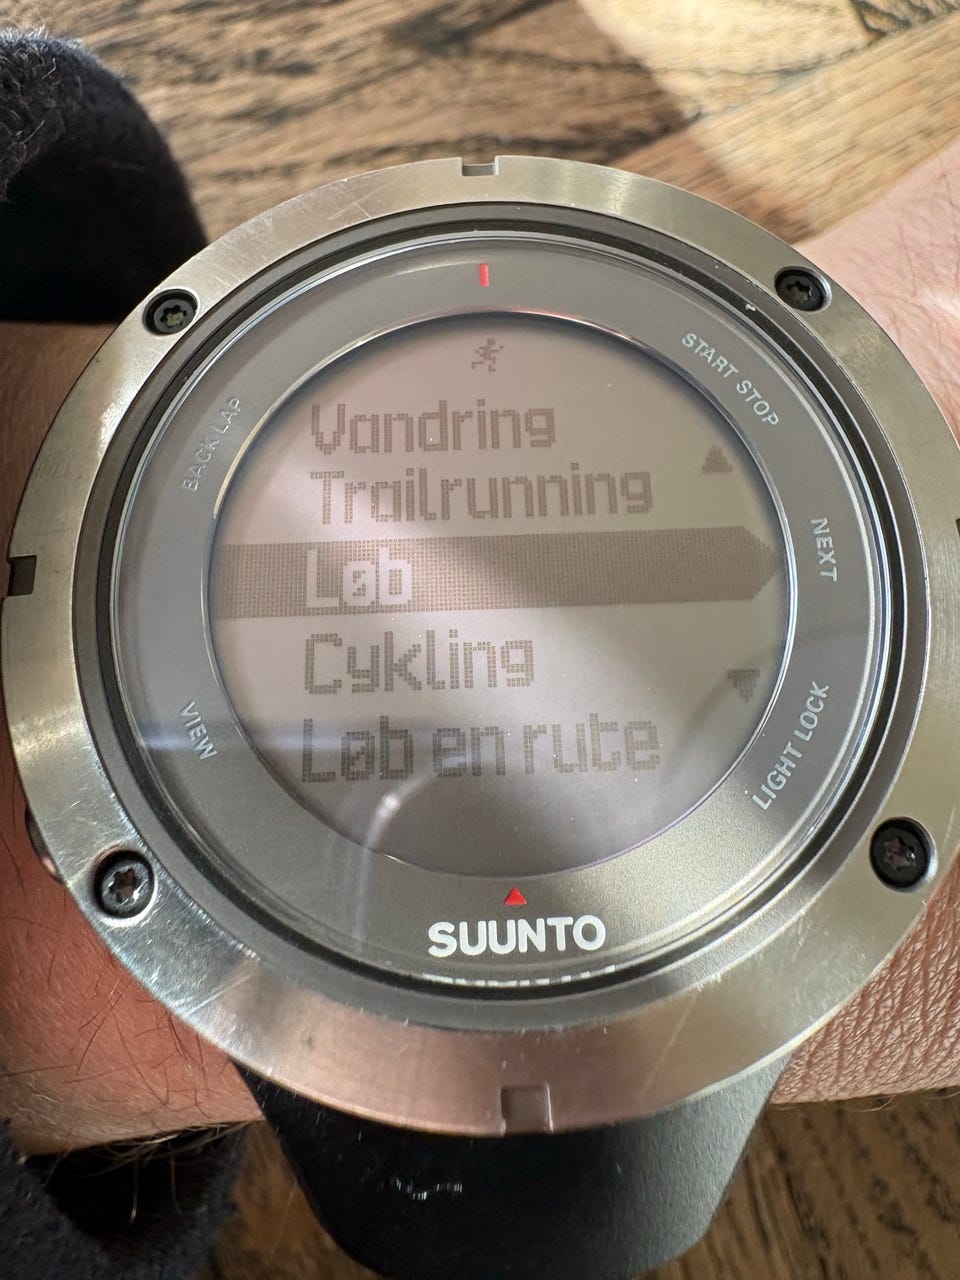 START STOP
BACK LAP
Vandring
Trailrunning
Løb
NEXT
Cykling
Løb en rute
VIEW
LIGHT LOCK
SUUNTO